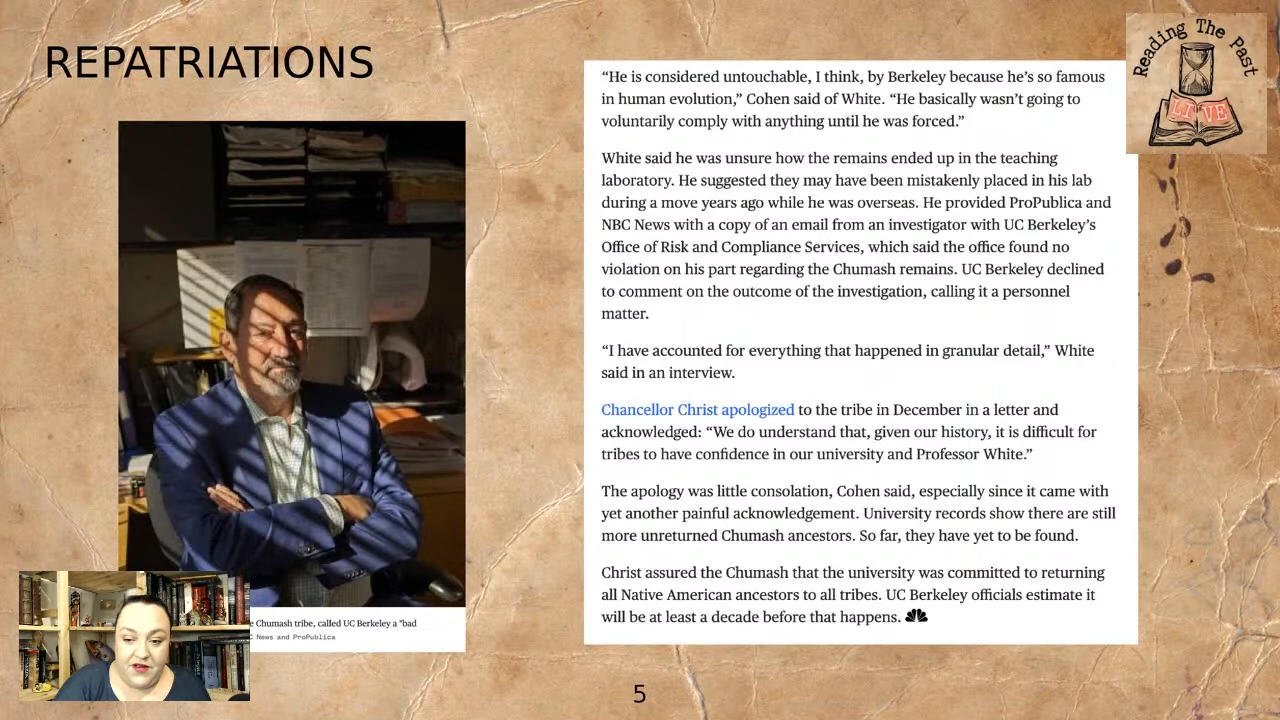 REPATRIATIONS
Reading The Past
LIVE
“He is considered untouchable, I think, by Berkeley because he’s so famous
in human evolution,” Cohen said of White. “He basically wasn’t going to
voluntarily comply with anything until he was forced.”
White said he was unsure how the remains ended up in the teaching
laboratory. He suggested they may have been mistakenly placed in his lab
during a move years ago while he was overseas. He provided ProPublica and
NBC News with a copy of an email from an investigator with UC Berkeley’s
Office of Risk and Compliance Services, which said the office found no
violation on his part regarding the Chumash remains. UC Berkeley declined
to comment on the outcome of the investigation, calling it a personnel
matter.
“I have accounted for everything that happened in granular detail,” White
said in an interview.
Chancellor Christ apologized to the tribe in December in a letter and
acknowledged: “We do understand that, given our history, it is difficult for
tribes to have confidence in our university and Professor White.”
The apology was little consolation, Cohen said, especially since it came with
yet another painful acknowledgement. University records show there are still
more unreturned Chumash ancestors. So far, they have yet to be found.
Christ assured the Chumash that the university was committed to returning
all Native American ancestors to all tribes. UC Berkeley officials estimate it
will be at least a decade before that happens.
Chumash tribe, called UC Berkeley a "bad
News and ProPublica
5